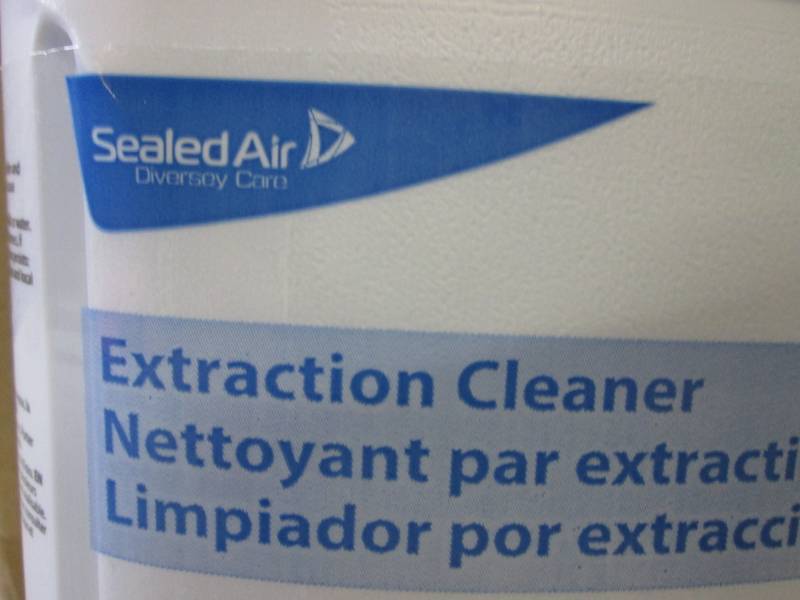 Sealed Air
Diversey Care
Extraction Cleaner
Nettoyant par extracti
Limpiador por extracci